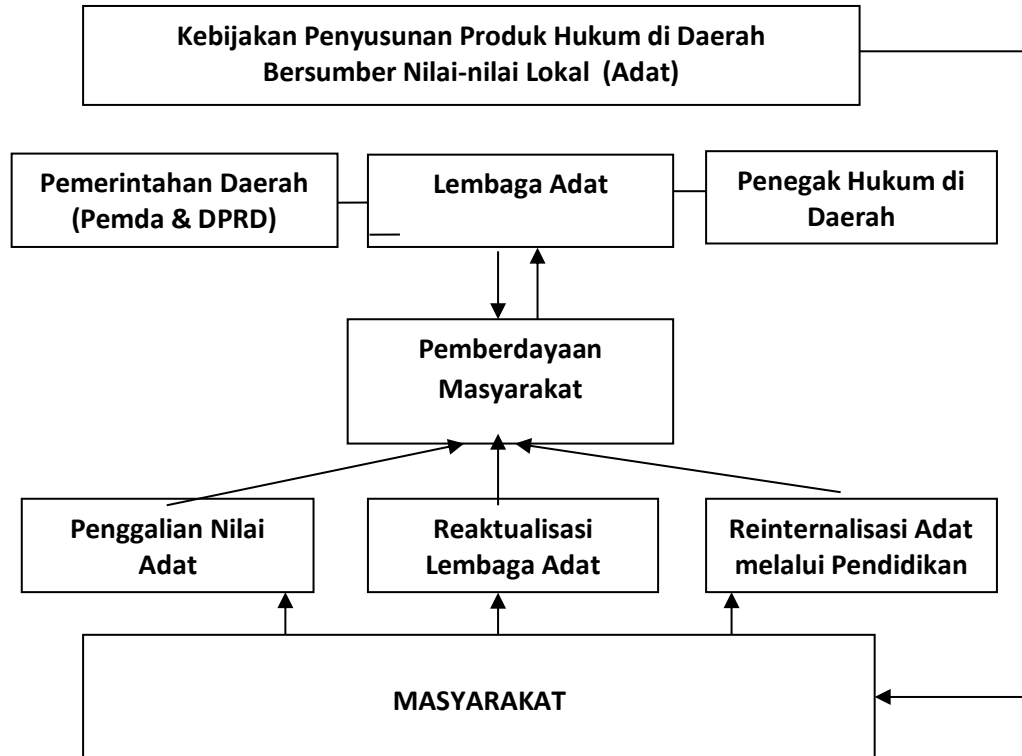 Kebijakan Penyusunan Produk Hukum di Daerah
Bersumber Nilai-nilai Lokal (Adat)
Pemerintahan Daerah
(Pemda & DPRD)
Lembaga Adat
Penegak Hukum di
Daerah
Pemberdayaan
Masyarakat
Penggalian Nilai
Adat
Reaktualisasi
Lembaga Adat
Reinternalisasi Adat
melalui Pendidikan
MASYARAKAT